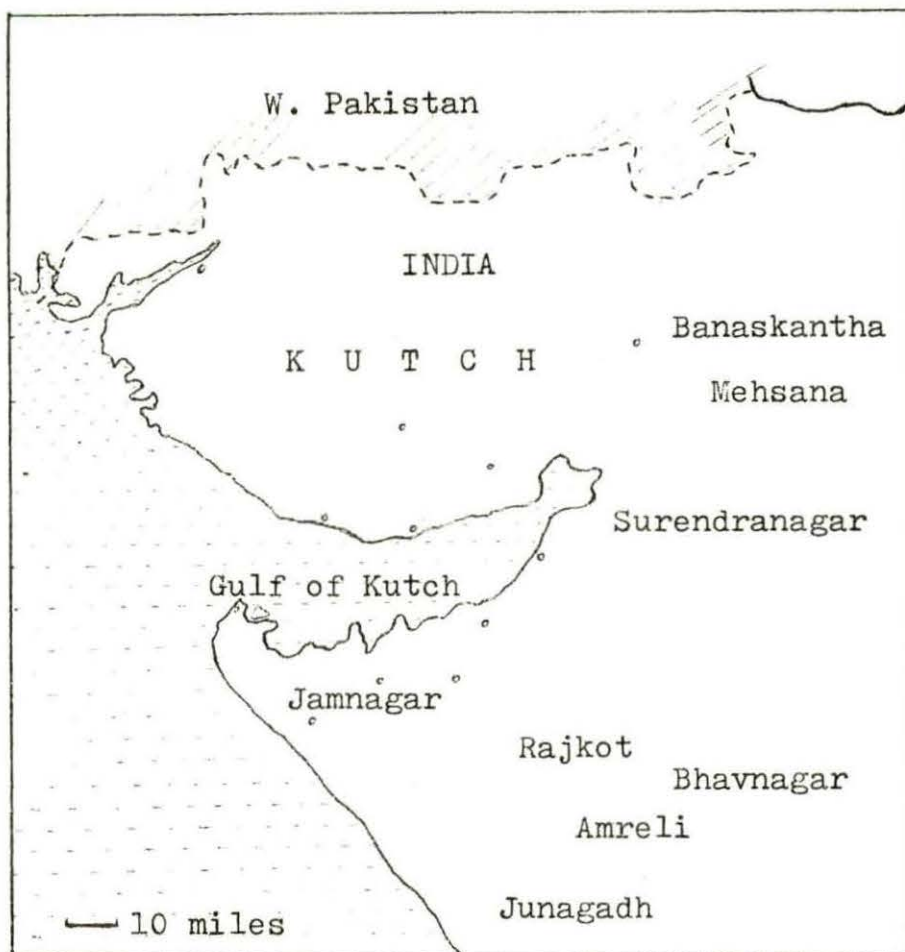 W. Pakistan
INDIA
Banaskantha
K U T C H
Mehsana
Surendranagar
Gulf of Kutch
Jamnagar
Rajkot
Bhavnagar
Amreli
10 miles
Junagadh